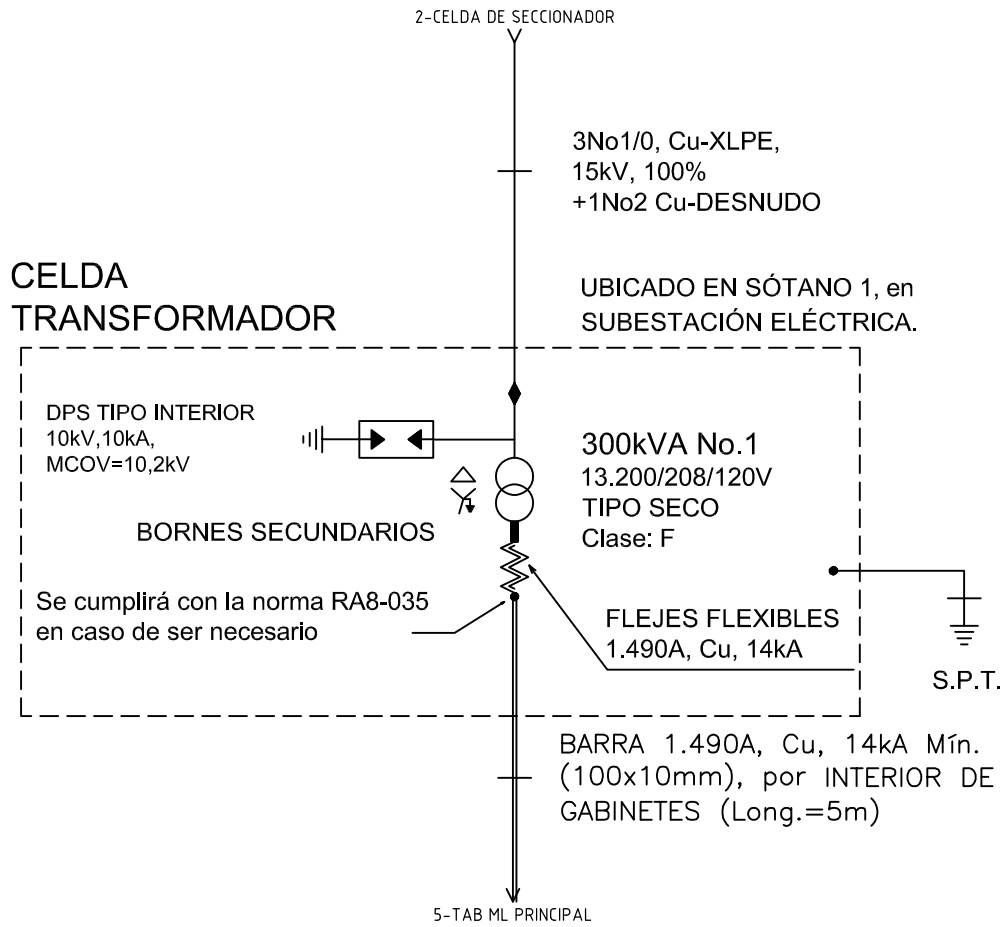 2-CELDA DE SECCIONADOR
3No1/0, Cu-XLPE,
15kV, 100%
+1No2 Cu-DESNUDO
CELDA
TRANSFORMADOR
UBICADO EN SÓTANO 1, en
SUBESTACIÓN ELÉCTRICA.
DPS TIPO INTERIOR
10kV,10kA,
MCOV=10,2kV
300kVA No.1
13.200/208/120V
TIPO SECO
Clase: F
BORNES SECUNDARIOS
Se cumplirá con la norma RA8-035
en caso de ser necesario
FLEJES FLEXIBLES
1.490A, Cu, 14kA
S.P.T.
BARRA 1.490A, Cu, 14kA Mín.
(100x10mm), por INTERIOR DE
GABINETES (Long.=5m)
5-TAB ML PRINCIPAL